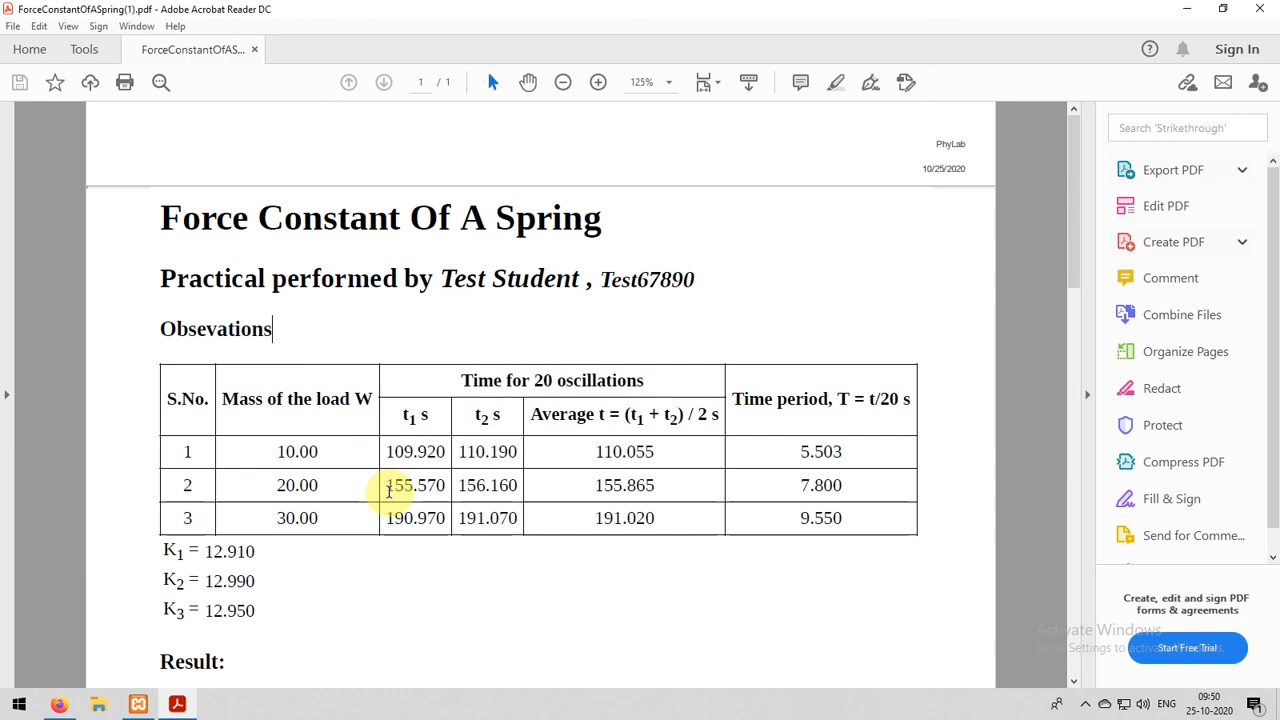 ForceConstantOfASpring(1).pdf - Adobe Acrobat Reader DC
File Edit View Sign Window Help
Home Tools ForceConstantOfAS... × Sign In
1 / 1 125%
PhyLab
10/25/2020
Force Constant Of A Spring
Practical performed by Test Student , Test67890
Obsevations
S.No. Mass of the load W Time for 20 oscillations Time period, T = t/20 s
t1 s t2 s Average t = (t1 + t2) / 2 s
1 10.00 109.920 110.190 110.055 5.503
2 20.00 155.570 156.160 155.865 7.800
3 30.00 190.970 191.070 191.020 9.550
K1 = 12.910
K2 = 12.990
K3 = 12.950
Result:
Search 'Strikethrough'
Export PDF
Edit PDF
Create PDF
Comment
Combine Files
Organize Pages
Redact
Protect
Compress PDF
Fill & Sign
Send for Comme...
Create, edit and sign PDF
forms & agreements
Start Free Trial
Activate Windows
Go to Settings to activate Windows.
ENG
09:50
25-10-2020
1